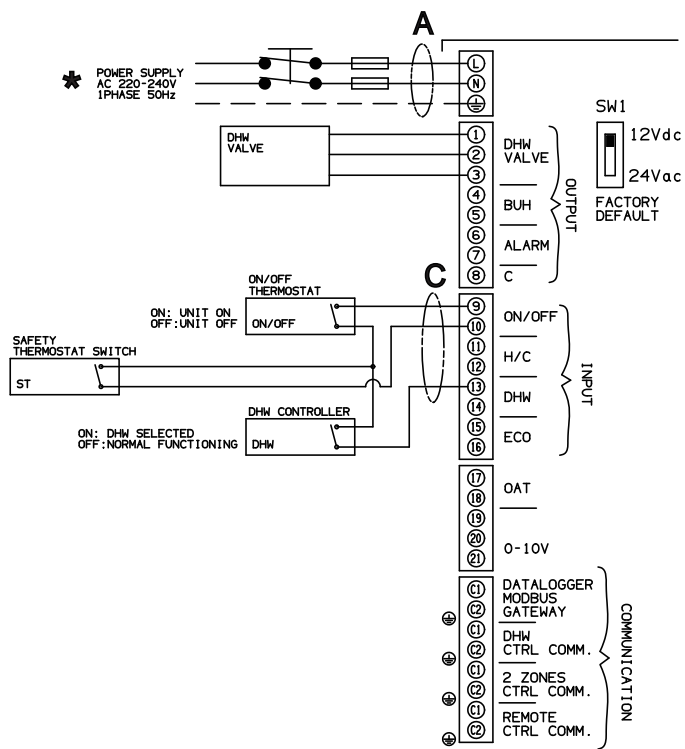 A
L
N
* POWER SUPPLY
AC 220-240V
1PHASE 50Hz
SW1
12Vdc
24Vac
FACTORY
DEFAULT
DHW
VALVE
1
2
3
4
5
6
7
8
DHW
VALVE
BUH
ALARM
C
OUTPUT
C
ON/OFF
THERMOSTAT
ON: UNIT ON
OFF:UNIT OFF
ON/OFF
SAFETY
THERMOSTAT SWITCH
ST
DHW CONTROLLER
ON: DHW SELECTED
OFF:NORMAL FUNCTIONING
DHW
9
10
11
12
13
14
15
16
ON/OFF
H/C
DHW
ECO
INPUT
17
18
19
20
21
OAT
0-10V
C1
C2
C1
C2
C1
C2
C1
C2
DATALOGGER
MODBUS
GATEWAY
DHW
CTRL COMM.
2 ZONES
CTRL COMM.
REMOTE
CTRL COMM.
COMMUNICATION